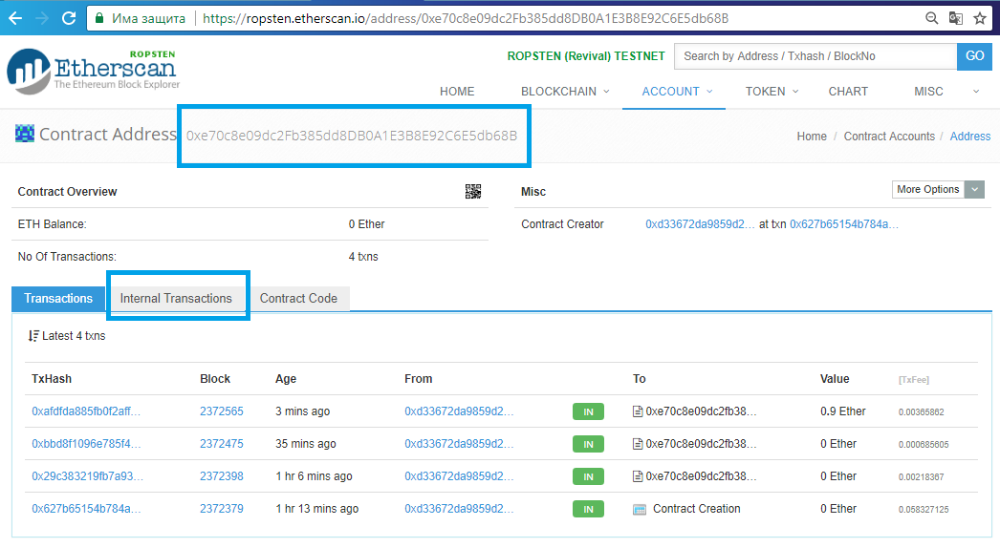 Има защита https://ropsten.etherscan.io/address/0xe70c8e09dc2Fb385dd8DB0A1E3B8E92C6E5db68B
ROPSTEN
Etherscan
The Ethereum Block Explorer
ROPSTEN (Revival) TESTNET Search by Address / Txhash / BlockNo GO
HOME BLOCKCHAIN ACCOUNT TOKEN CHART MISC
Contract Address 0xe70c8e09dc2Fb385dd8DB0A1E3B8E92C6E5db68B Home / Contract Accounts / Address
Contract Overview Misc More Options
ETH Balance: 0 Ether Contract Creator 0xd33672da9859d2... at txn 0x627b65154b784a...
No Of Transactions: 4 txns
Transactions Internal Transactions Contract Code
Latest 4 txns
TxHash Block Age From To Value [TxFee]
0xafdfda885fb0f2aff... 2372565 3 mins ago 0xd33672da9859d2... IN 0xe70c8e09dc2fb38... 0.9 Ether 0.00365862
0xbbd8f1096e785f4... 2372475 35 mins ago 0xd33672da9859d2... IN 0xe70c8e09dc2fb38... 0 Ether 0.000685605
0x29c383219fb7a93... 2372398 1 hr 6 mins ago 0xd33672da9859d2... IN 0xe70c8e09dc2fb38... 0 Ether 0.00218367
0x627b65154b784a... 2372379 1 hr 13 mins ago 0xd33672da9859d2... IN Contract Creation 0 Ether 0.058327125